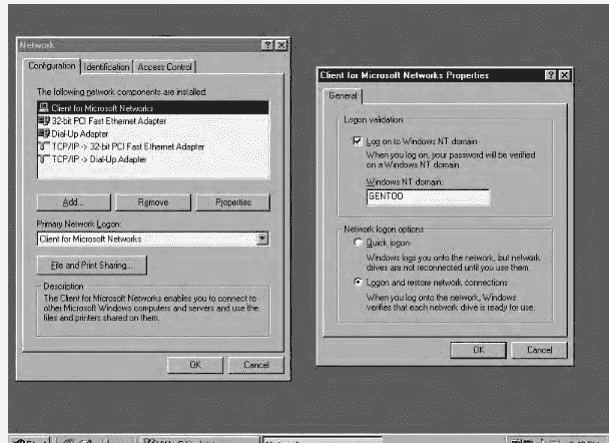 Network
Configuration
Identification
Access Control
The following network components are installed:
Client for Microsoft Networks
32-bit PCI Fast Ethernet Adapter
Dial-Up Adapter
TCP/IP -> 32-bit PCI Fast Ethernet Adapter
TCP/IP -> Dial-Up Adapter
Add...
Remove
Properties
Primary Network Logon:
Client for Microsoft Networks
File and Print Sharing...
Description
The Client for Microsoft Networks enables you to connect to
other Microsoft Windows computers and servers and use the
files and printers shared on them.
OK
Cancel
Client for Microsoft Networks Properties
General
Logon validation
Log on to Windows NT domain
When you log on, your password will be verified
on a Windows NT domain.
Windows NT domain:
GENTOO
Network logon options
Quick logon
Windows logs you onto the network, but network
drives are not reconnected until you use them.
Logon and restore network connections
When you log onto the network, Windows
verifies that each network drive is ready for use.
OK
Cancel